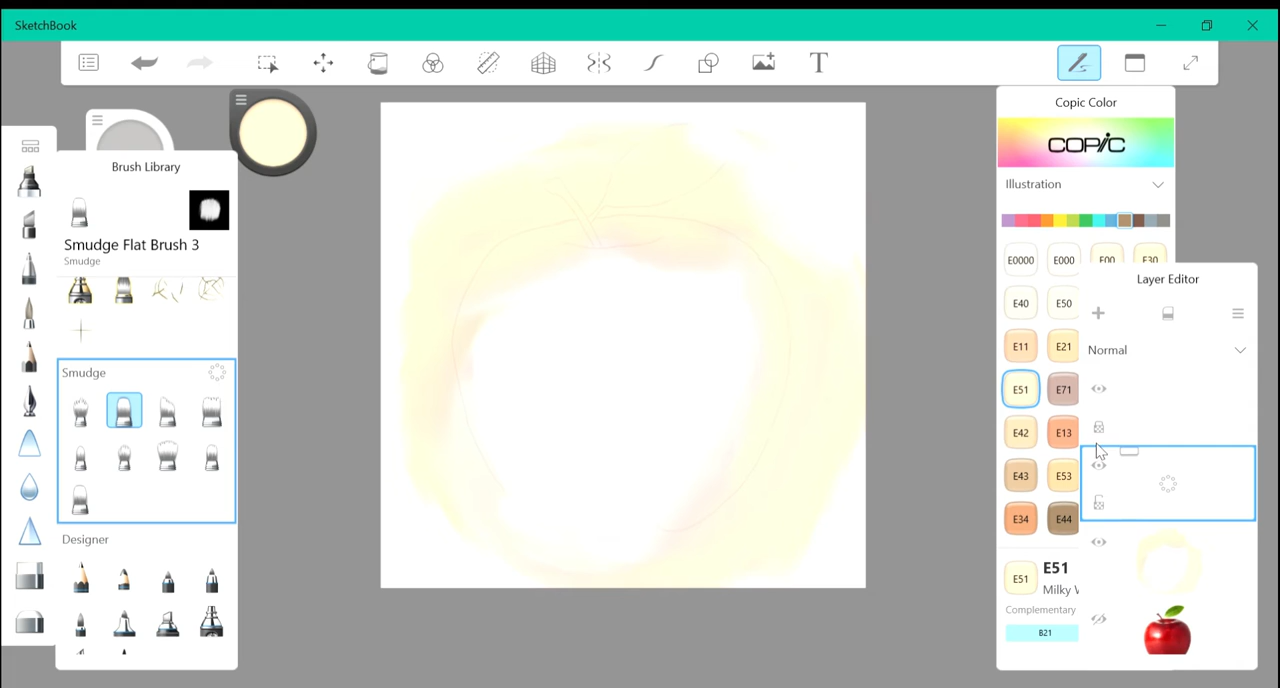 SketchBook
T
Copic Color
COPIC
Brush Library
Illustration
Smudge Flat Brush 3
Smudge
E0000 E000 E00 E30
Layer Editor
E40 E50
E11 E21
Normal
Smudge
E51 E71
E42 E13
E43 E53
E34 E44
Designer
E51
E51
Milky
Complementary
B21